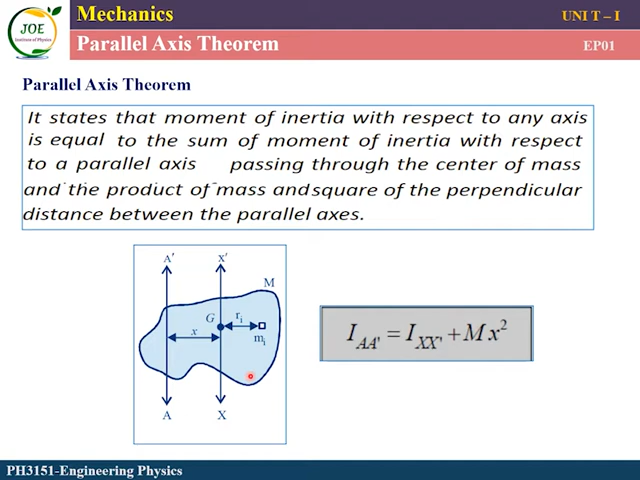 JOE
Institute of Physics
Mechanics
UNIT – I
Parallel Axis Theorem
EP01
Parallel Axis Theorem
It states that moment of inertia with respect to any axis
is equal to the sum of moment of inertia with respect
to a parallel axis passing through the center of mass
and the product of mass and square of the perpendicular
distance between the parallel axes.
A' X'
M
G rᵢ
x
mᵢ
A X
I_AA' = I_XX' + M x²
PH3151-Engineering Physics